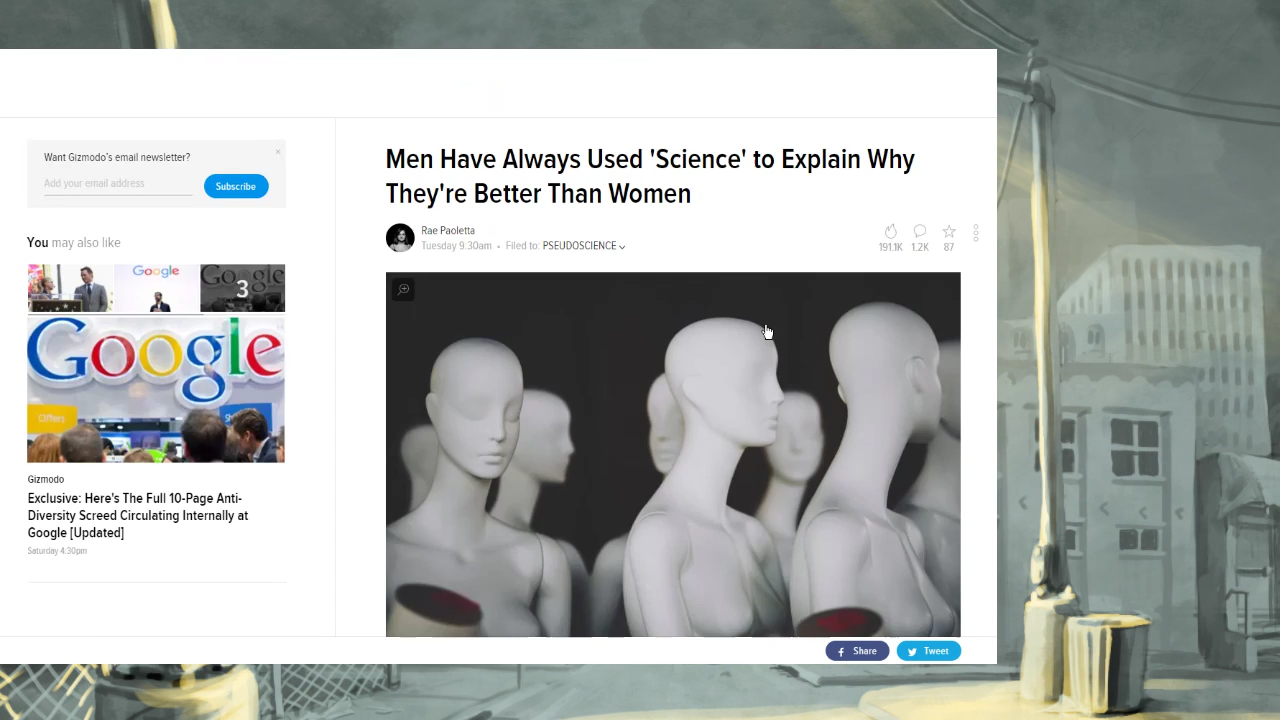 Want Gizmodo's email newsletter?
×
Add your email address
Subscribe
You may also like
Google
Google
3
Google
Offers
Gizmodo
Exclusive: Here's The Full 10-Page Anti-
Diversity Screed Circulating Internally at
Google [Updated]
Saturday 4:30pm
Men Have Always Used 'Science' to Explain Why
They're Better Than Women
Rae Paoletta
Tuesday 9:30am • Filed to: PSEUDOSCIENCE
191.1K 1.2K 87
Share Tweet